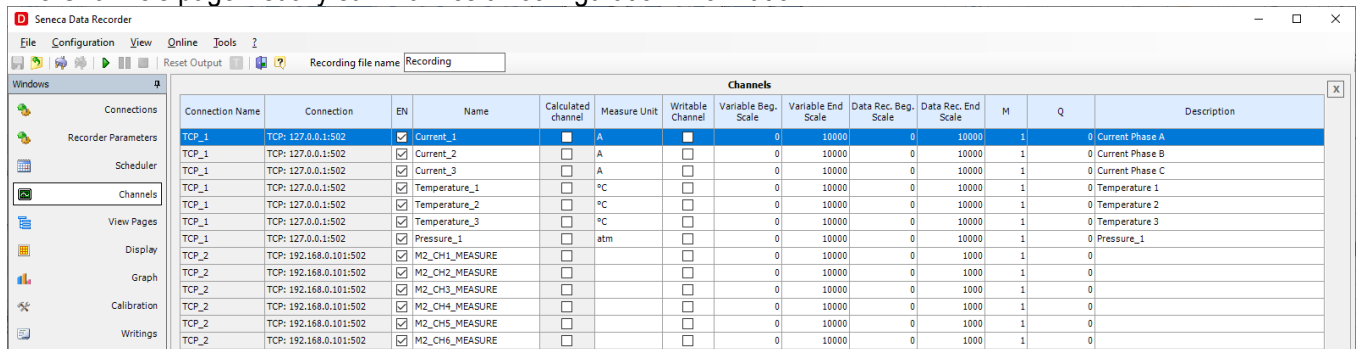 Seneca Data Recorder
File Configuration View Online Tools ?
Reset Output Recording file name Recording
Windows
Connections
Recorder Parameters
Scheduler
Channels
View Pages
Display
Graph
Calibration
Writings
Channels
X
Connection Name Connection EN Name Calculated channel Measure Unit Writable Channel Variable Beg. Scale Variable End Scale Data Rec. Beg. Scale Data Rec. End Scale M Q Description
TCP_1 TCP: 127.0.0.1:502 Current_1 A 0 10000 0 10000 1 0 Current Phase A
TCP_1 TCP: 127.0.0.1:502 Current_2 A 0 10000 0 10000 1 0 Current Phase B
TCP_1 TCP: 127.0.0.1:502 Current_3 A 0 10000 0 10000 1 0 Current Phase C
TCP_1 TCP: 127.0.0.1:502 Temperature_1 °C 0 10000 0 10000 1 0 Temperature 1
TCP_1 TCP: 127.0.0.1:502 Temperature_2 °C 0 10000 0 10000 1 0 Temperature 2
TCP_1 TCP: 127.0.0.1:502 Temperature_3 °C 0 10000 0 10000 1 0 Temperature 3
TCP_1 TCP: 127.0.0.1:502 Pressure_1 atm 0 10000 0 10000 1 0 Pressure_1
TCP_2 TCP: 192.168.0.101:502 M2_CH1_MEASURE 0 10000 0 1000 1 0
TCP_2 TCP: 192.168.0.101:502 M2_CH2_MEASURE 0 10000 0 1000 1 0
TCP_2 TCP: 192.168.0.101:502 M2_CH3_MEASURE 0 10000 0 1000 1 0
TCP_2 TCP: 192.168.0.101:502 M2_CH4_MEASURE 0 10000 0 1000 1 0
TCP_2 TCP: 192.168.0.101:502 M2_CH5_MEASURE 0 10000 0 1000 1 0
TCP_2 TCP: 192.168.0.101:502 M2_CH6_MEASURE 0 10000 0 1000 1 0